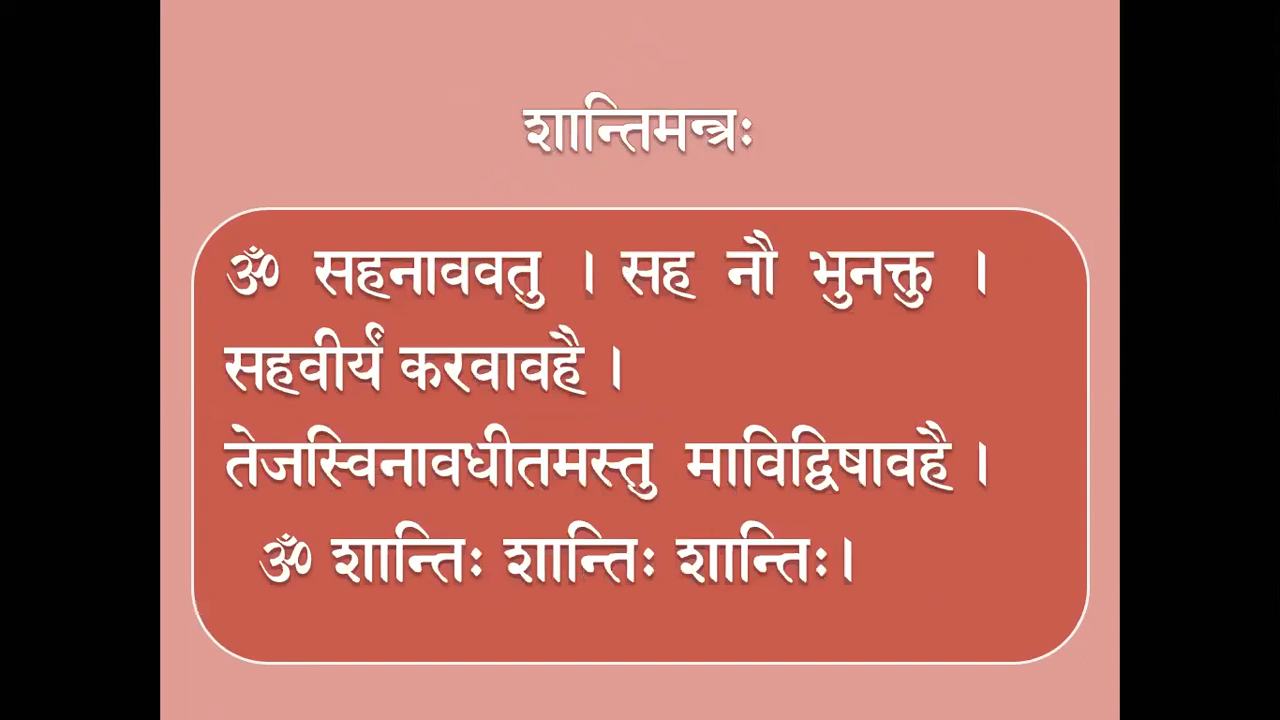 शान्तिमन्त्रः
ॐ सहनाववतु । सह नौ भुनक्तु ।
सहवीर्यं करवावहै ।
तेजस्विनावधीतमस्तु माविद्विषावहै ।
ॐ शान्तिः शान्तिः शान्तिः।